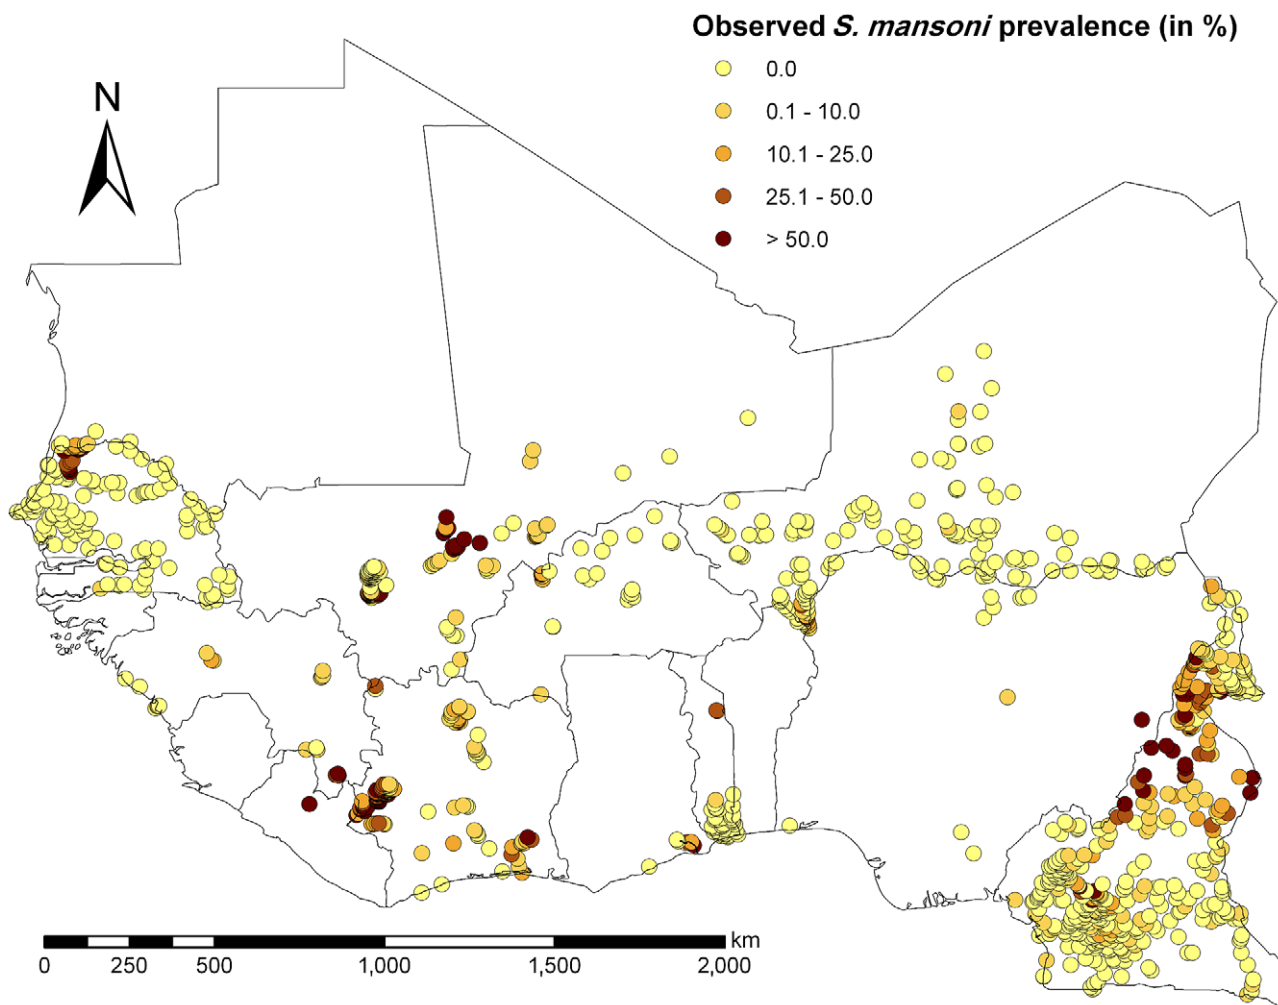 Observed S. mansoni prevalence (in %)
0.0
0.1 - 10.0
10.1 - 25.0
25.1 - 50.0
> 50.0
N
km
0 250 500 1,000 1,500 2,000